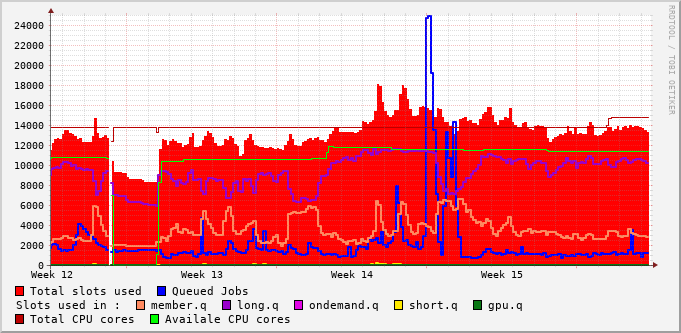 RRDTOOL / TOBI OETIKER
24000
22000
20000
18000
16000
14000
12000
10000
8000
6000
4000
2000
0
Week 12 Week 13 Week 14 Week 15
Total slots used Queued Jobs
Slots used in : member.q long.q ondemand.q short.q gpu.q
Total CPU cores Availale CPU cores